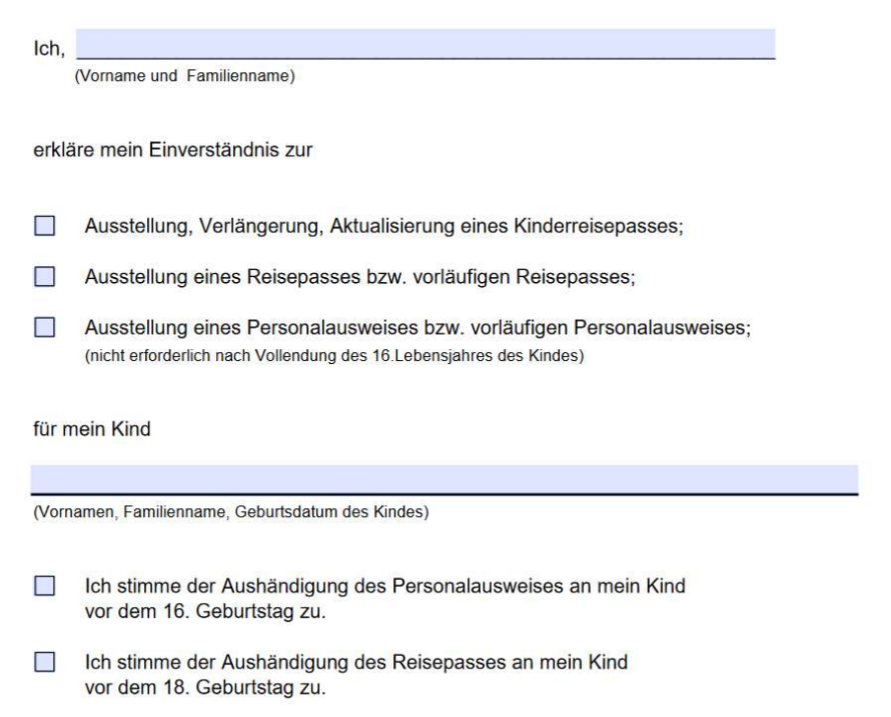 Ich,
(Vorname und Familienname)
erkläre mein Einverständnis zur
Ausstellung, Verlängerung, Aktualisierung eines Kinderreisepasses;
Ausstellung eines Reisepasses bzw. vorläufigen Reisepasses;
Ausstellung eines Personalausweises bzw. vorläufigen Personalausweises;
(nicht erforderlich nach Vollendung des 16.Lebensjahres des Kindes)
für mein Kind
(Vornamen, Familienname, Geburtsdatum des Kindes)
Ich stimme der Aushändigung des Personalausweises an mein Kind
vor dem 16. Geburtstag zu.
Ich stimme der Aushändigung des Reisepasses an mein Kind
vor dem 18. Geburtstag zu.